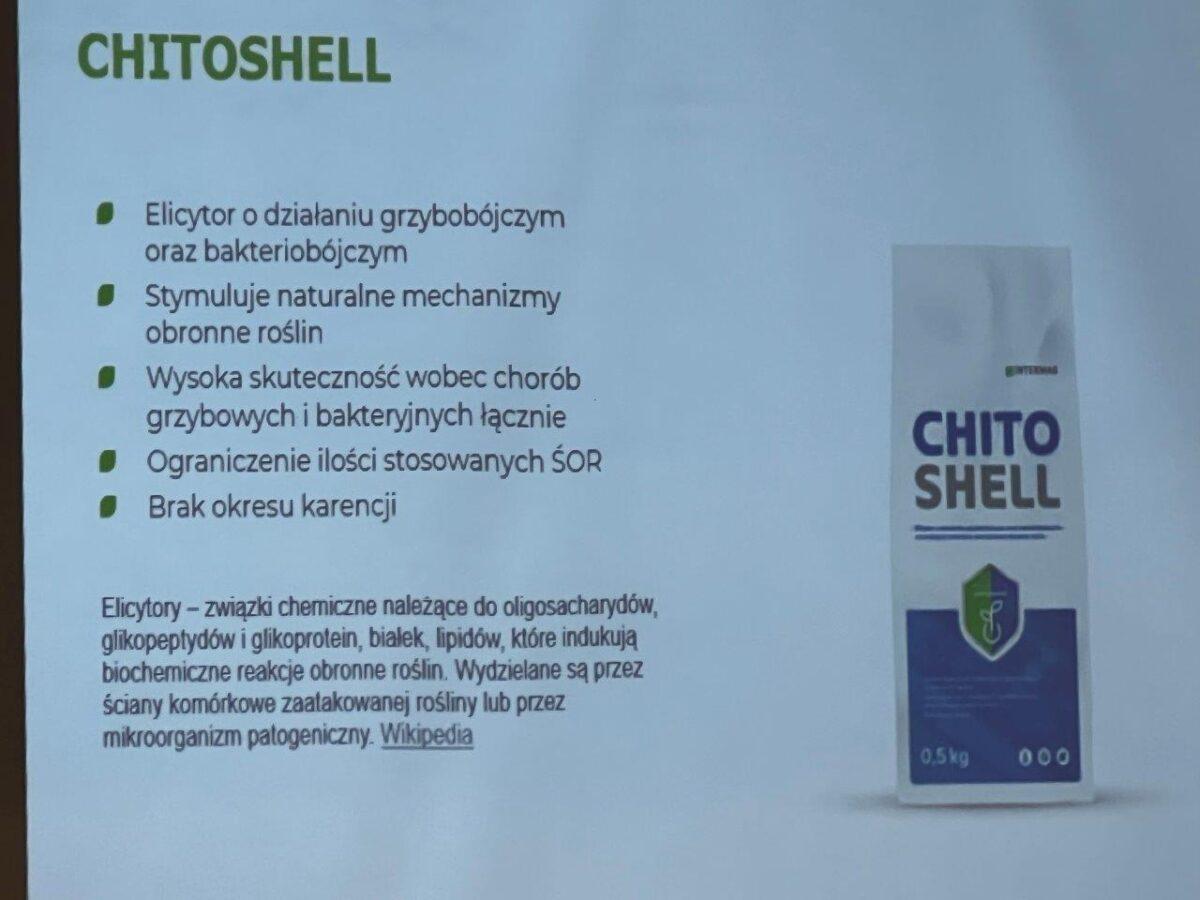 CHITOSHELL
Elicytor o działaniu grzybobójczym
oraz bakteriobójczym
Stymuluje naturalne mechanizmy
obronne roślin
Wysoka skuteczność wobec chorób
grzybowych i bakteryjnych łącznie
Ograniczenie ilości stosowanych ŚOR
Brak okresu karencji
Elicytory – związki chemiczne należące do oligosacharydów,
glikopeptydów i glikoprotein, białek, lipidów, które indukują
biochemiczne reakcje obronne roślin. Wydzielane są przez
ściany komórkowe zaatakowanej rośliny lub przez
mikroorganizm patogeniczny. Wikipedia
INTERMAG
CHITO
SHELL
0,5 kg